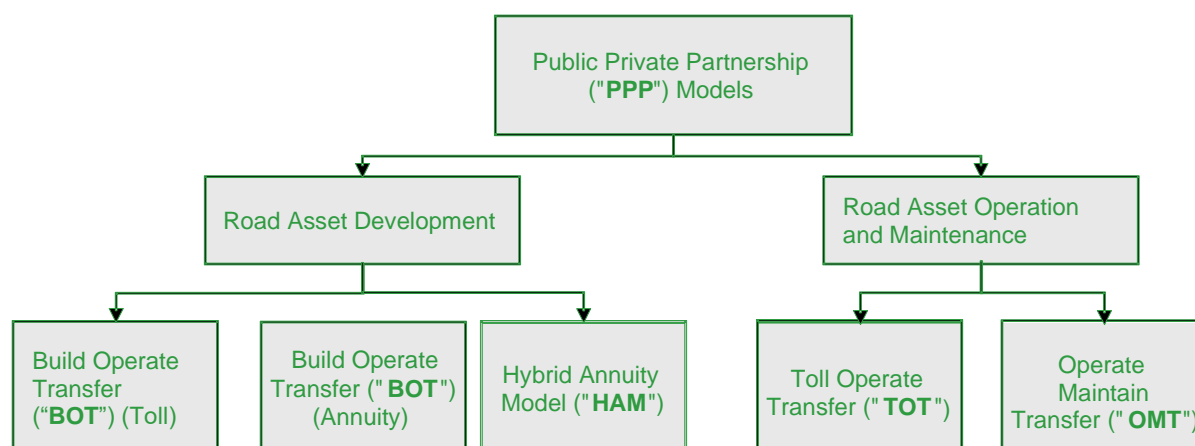 Public Private Partnership
("PPP") Models
Road Asset Development
Road Asset Operation
and Maintenance
Build Operate
Transfer
(“BOT”) (Toll)
Build Operate
Transfer ("BOT")
(Annuity)
Hybrid Annuity
Model ("HAM")
Toll Operate
Transfer ("TOT")
Operate
Maintain
Transfer ("OMT")